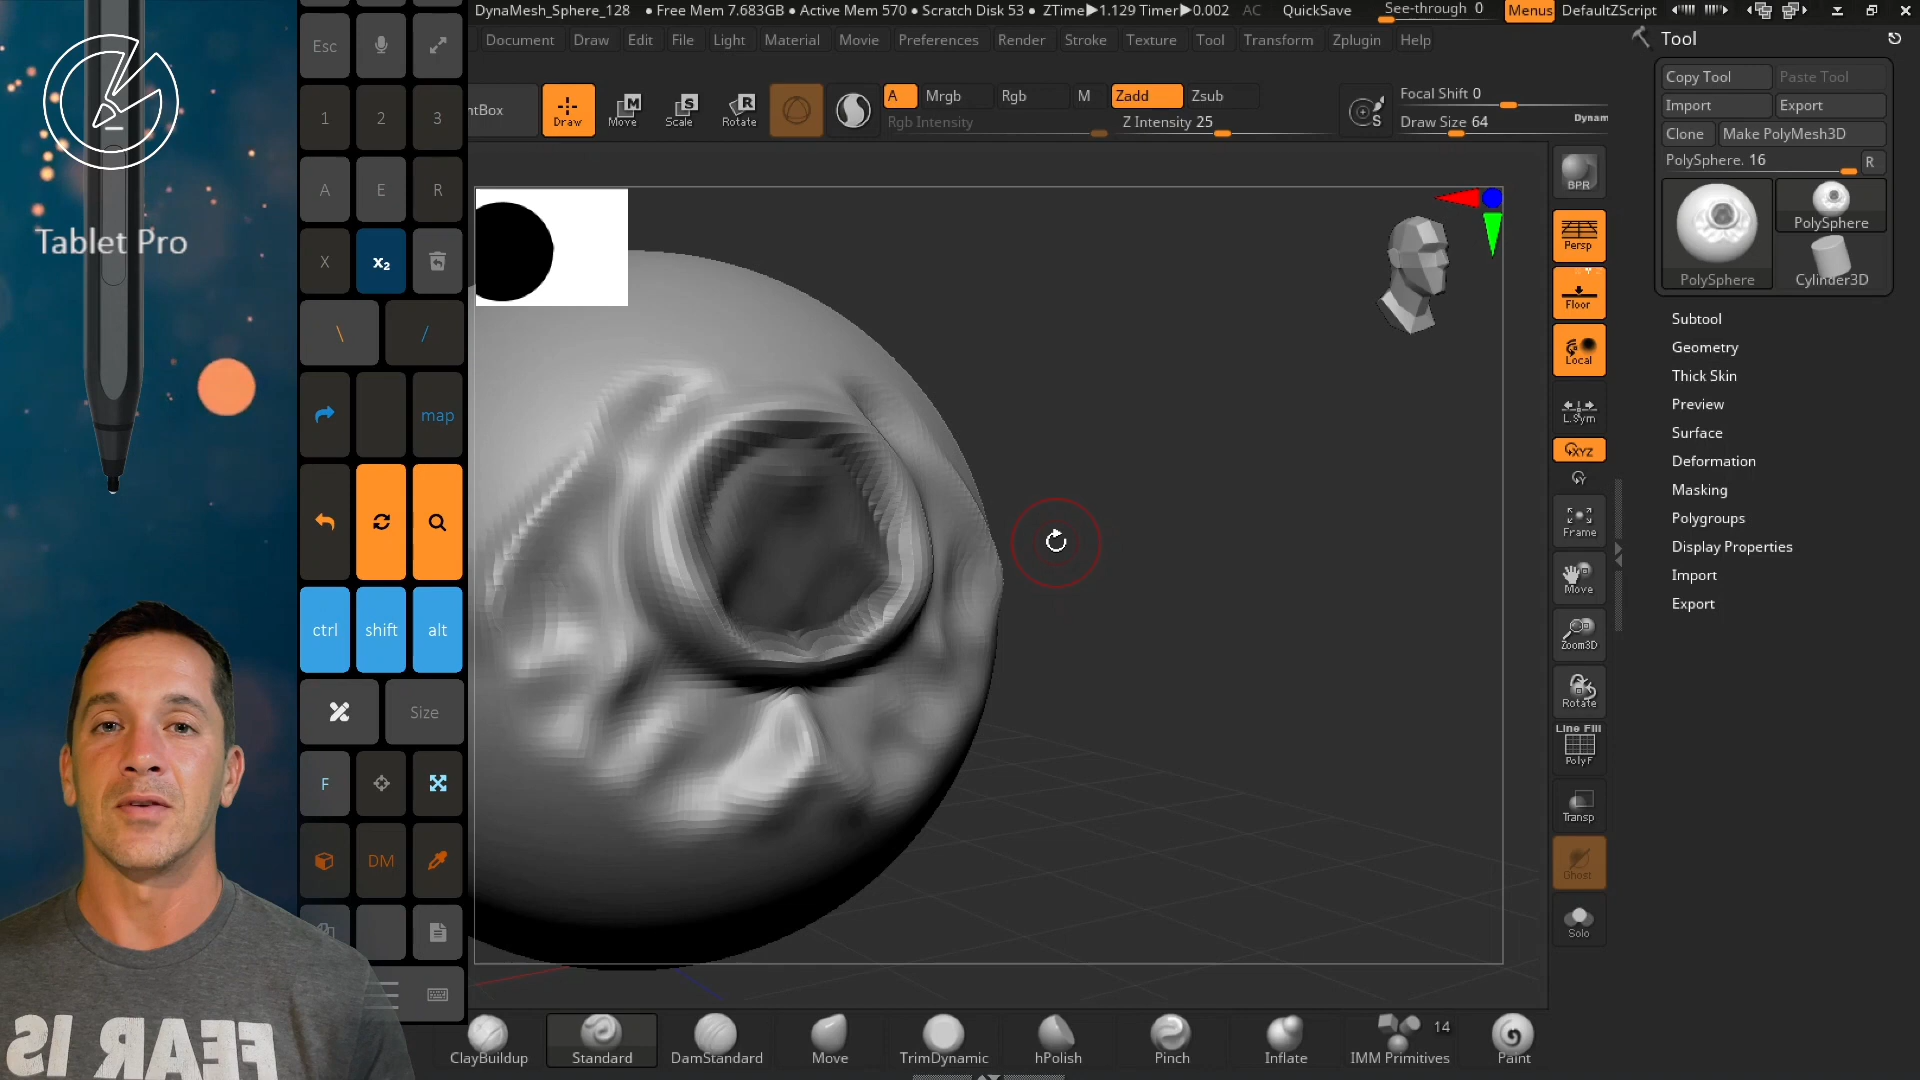 DynaMesh_Sphere_128 • Free Mem 7.683GB • Active Mem 570 • Scratch Disk 53 • ZTime▶1.129 Timer▶0.002 AC QuickSave See-through 0 Menus DefaultZScript
Document Draw Edit File Light Material Movie Preferences Render Stroke Texture Tool Transform Zplugin Help
ntBox
Draw
Move
Scale
Rotate
M
S
R
A Mrgb Rgb M Zadd Zsub
Rgb Intensity
Z Intensity 25
S
Focal Shift 0
Draw Size 64
Dynam
Tablet Pro
Esc
1 2 3
A E R
X x₂
\ /
map
ctrl shift alt
Size
F
DM
FEAR IS
BPR
Persp
Floor
Local
L.Sym
XYZ
Y
Frame
Move
Zoom3D
Rotate
Line Fill
PolyF
Transp
Ghost
Solo
Tool
Copy Tool Paste Tool
Import Export
Clone Make PolyMesh3D
PolySphere. 16 R
PolySphere
PolySphere
Cylinder3D
Subtool
Geometry
Thick Skin
Preview
Surface
Deformation
Masking
Polygroups
Display Properties
Import
Export
ClayBuildup Standard DamStandard Move TrimDynamic hPolish Pinch Inflate IMM Primitives 14 Paint